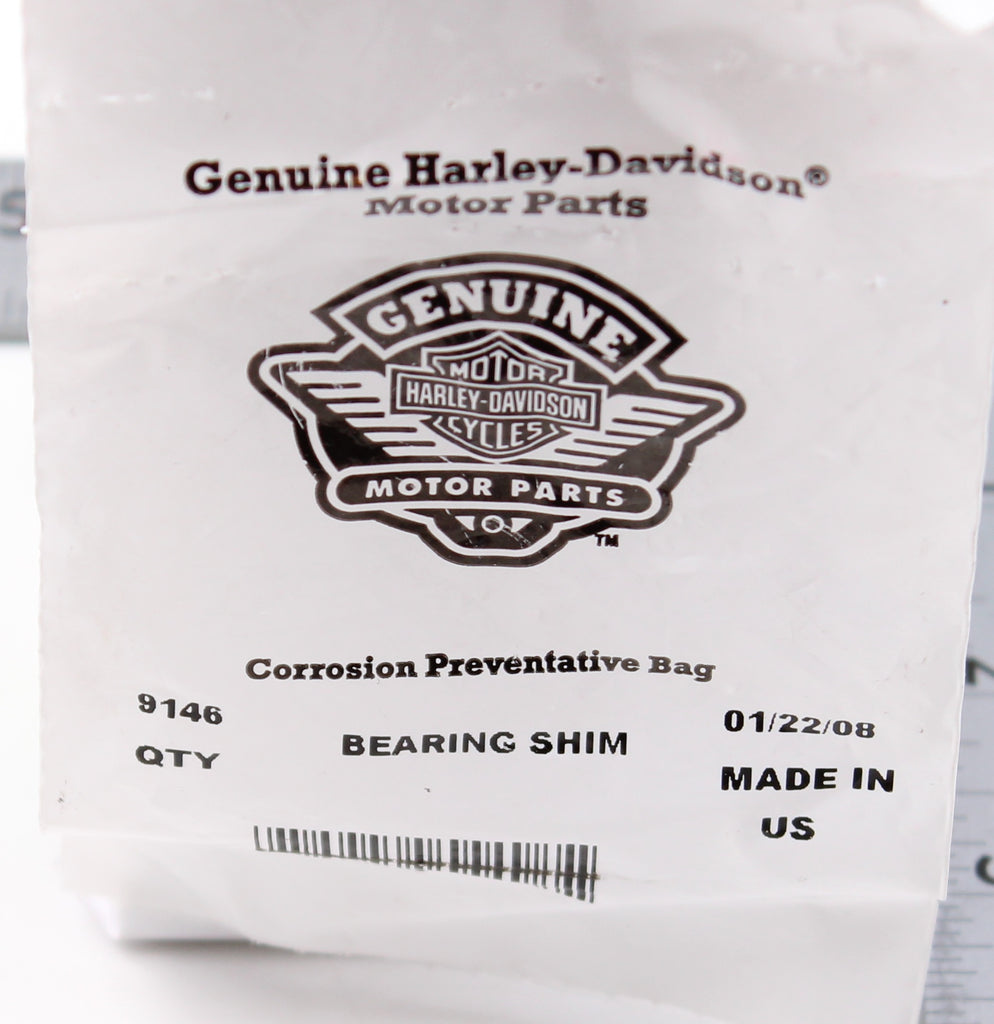 Genuine Harley-Davidson®
Motor Parts
GENUINE
MOTOR
HARLEY-DAVIDSON
CYCLES
MOTOR PARTS
TM
Corrosion Preventative Bag
9146
01/22/08
QTY
BEARING SHIM
MADE IN
US